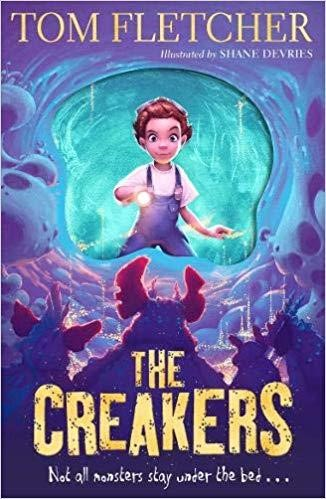 TOM FLETCHER
Illustrated by SHANE DEVRIES
THE
CREAKERS
Not all monsters stay under the bed...